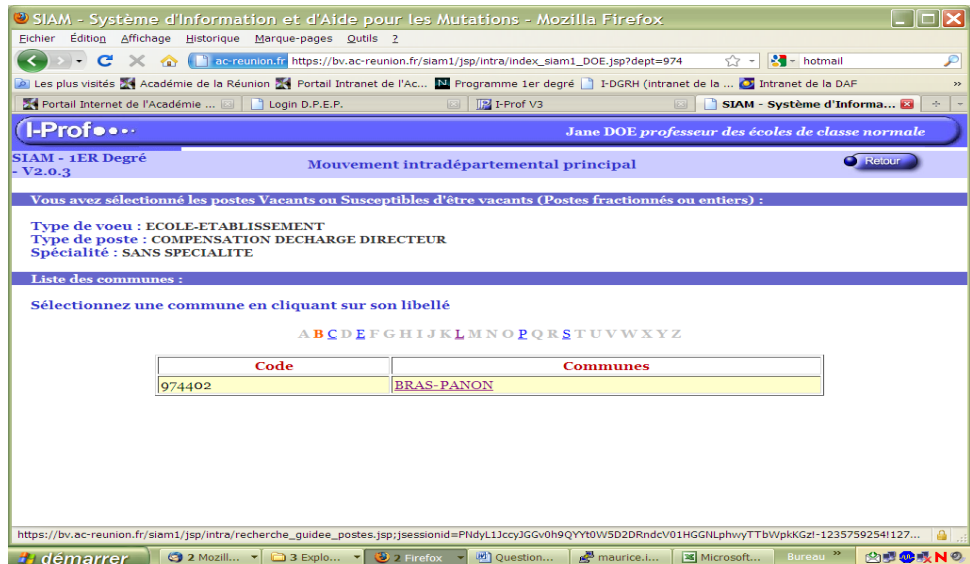 SIAM - Système d'Information et d'Aide pour les Mutations - Mozilla Firefox
Fichier Édition Affichage Historique Marque-pages Outils ?
ac-reunion.fr https://bv.ac-reunion.fr/siam1/jsp/intra/index_siam1_DOE.jsp?dept=974 hotmail
Les plus visités Académie de la Réunion Portail Intranet de l'Ac... Programme 1er degré I-DGRH (intranet de la ... Intranet de la DAF »
Portail Internet de l'Académie ... Login D.P.E.P. I-Prof V3 SIAM - Système d'Informa...
I-Prof Jane DOE professeur des écoles de classe normale
SIAM - 1ER Degré
- V2.0.3
Mouvement intradépartemental principal
Retour
Vous avez sélectionné les postes Vacants ou Susceptibles d'être vacants (Postes fractionnés ou entiers) :
Type de voeu : ECOLE-ETABLISSEMENT
Type de poste : COMPENSATION DECHARGE DIRECTEUR
Spécialité : SANS SPECIALITE
Liste des communes :
Sélectionnez une commune en cliquant sur son libellé
A B C D E F G H I J K L M N O P Q R S T U V W X Y Z
Code Communes
974402 BRAS-PANON
https://bv.ac-reunion.fr/siam1/jsp/intra/recherche_guidee_postes.jsp;jsessionid=
démarrer 2 Mozill... 3 Explo... 2 Firefox Question... maurice.i... Microsoft... Bureau » N